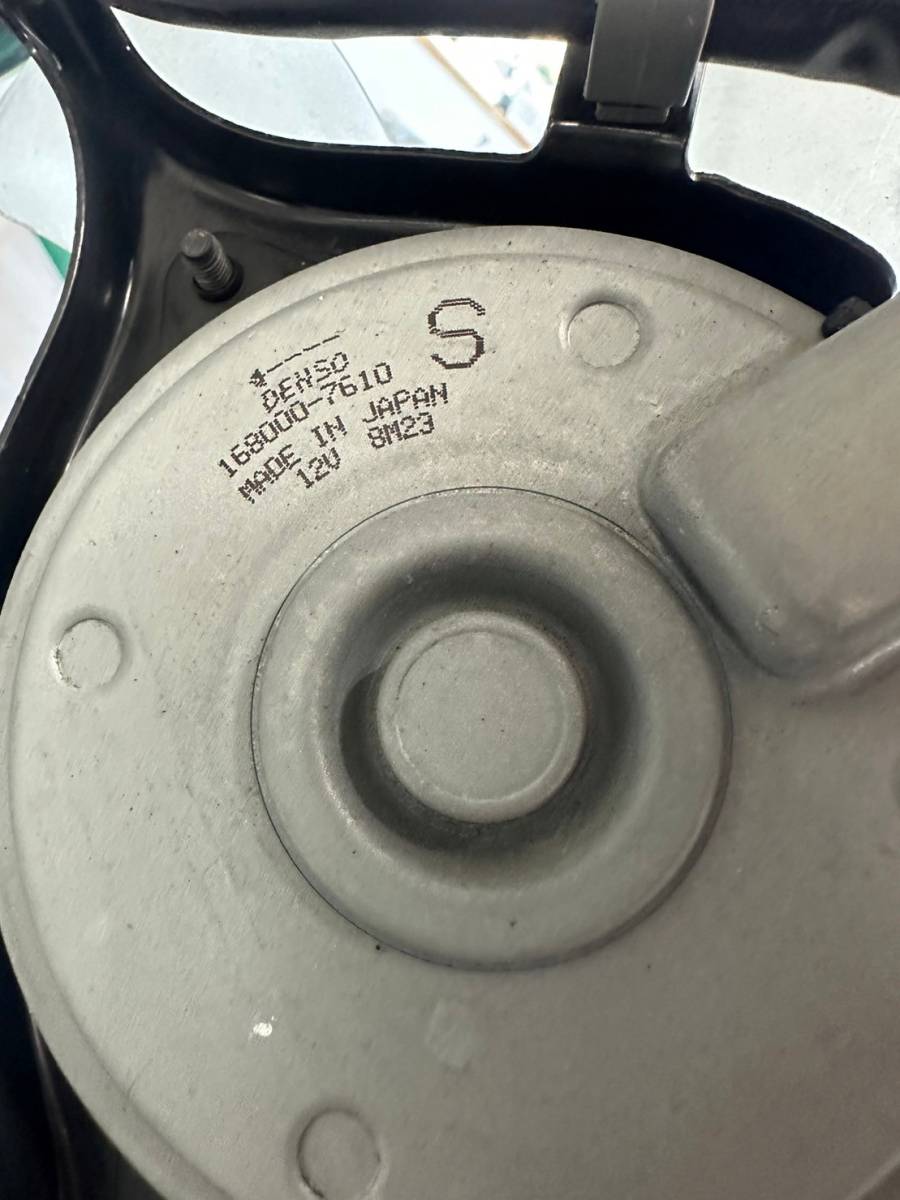 S
DENSO
168000-7610
MADE IN JAPAN
12V 8M23